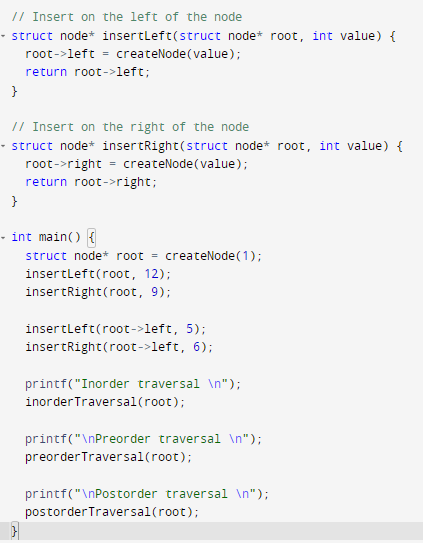 // Insert on the left of the node
struct node* insertLeft(struct node* root, int value) {
  root->left = createNode(value);
  return root->left;
}

// Insert on the right of the node
struct node* insertRight(struct node* root, int value) {
  root->right = createNode(value);
  return root->right;
}

int main() {
  struct node* root = createNode(1);
  insertLeft(root, 12);
  insertRight(root, 9);

  insertLeft(root->left, 5);
  insertRight(root->left, 6);

  printf("Inorder traversal \n");
  inorderTraversal(root);

  printf("\nPreorder traversal \n");
  preorderTraversal(root);

  printf("\nPostorder traversal \n");
  postorderTraversal(root);
}